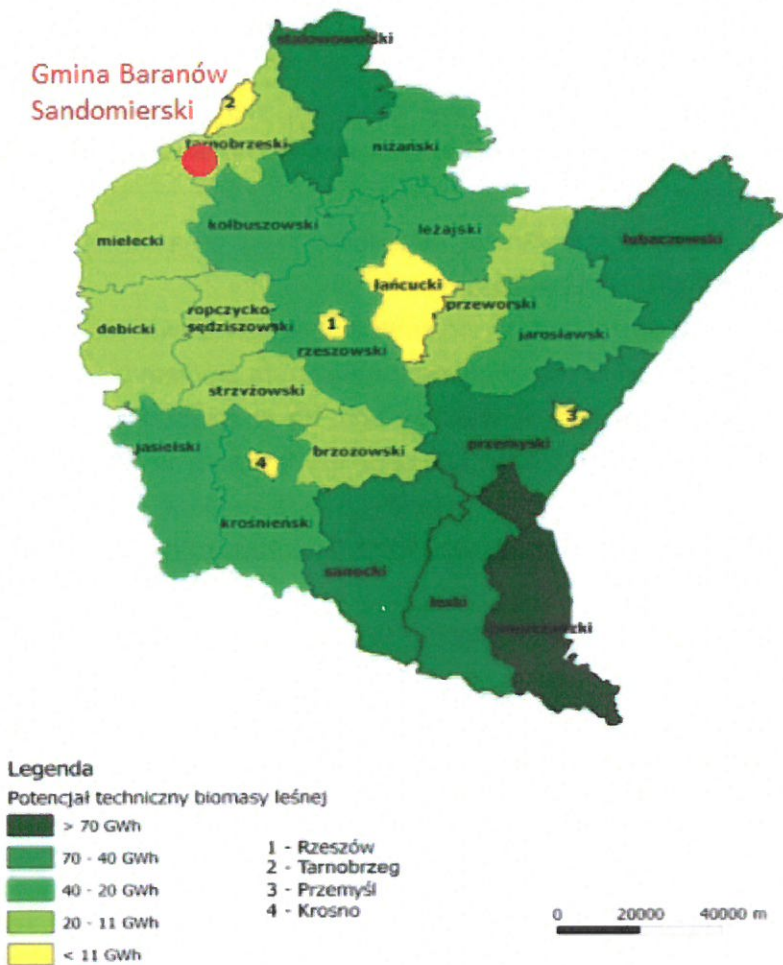 stalowowolski
Gmina Baranów
Sandomierski
2
tarnobrzeski
niżański
kolbuszowski
leżajski
lubaczowski
mielecki
łańcucki
ropczycko-
sędziszowski
debicki
1
przeworski
jarosławski
rzeszowski
strzyżowski
3
jasielski
4
brzozowski
przemyski
krośnieński
sanocki
leski
Legenda
Potencjał techniczny biomasy leśnej
> 70 GWh
70 - 40 GWh
40 - 20 GWh
20 - 11 GWh
< 11 GWh
1 - Rzeszów
2 - Tarnobrzeg
3 - Przemyśl
4 - Krosno
0 20000 40000 m